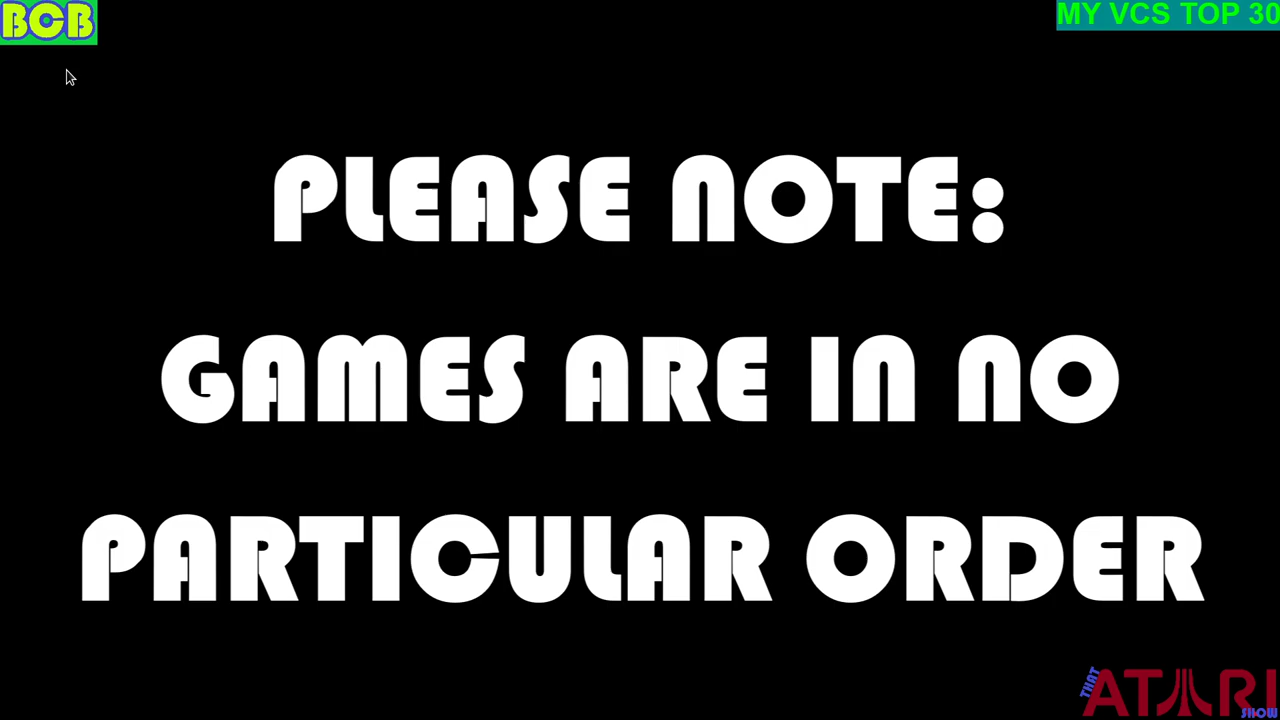 BCB
MY VCS TOP 30
PLEASE NOTE:
GAMES ARE IN NO
PARTICULAR ORDER
THAT
ATARI
SHOW